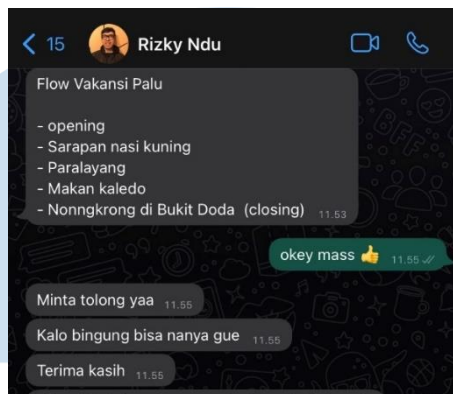 15
Rizky Ndu
Flow Vakansi Palu
- opening
- Sarapan nasi kuning
- Paralayang
- Makan kaledo
- Nonngkrong di Bukit Doda (closing) 11.53
okey mass 👍 11.55
Minta tolong yaa 11.55
Kalo bingung bisa nanya gue 11.55
Terima kasih 11.55